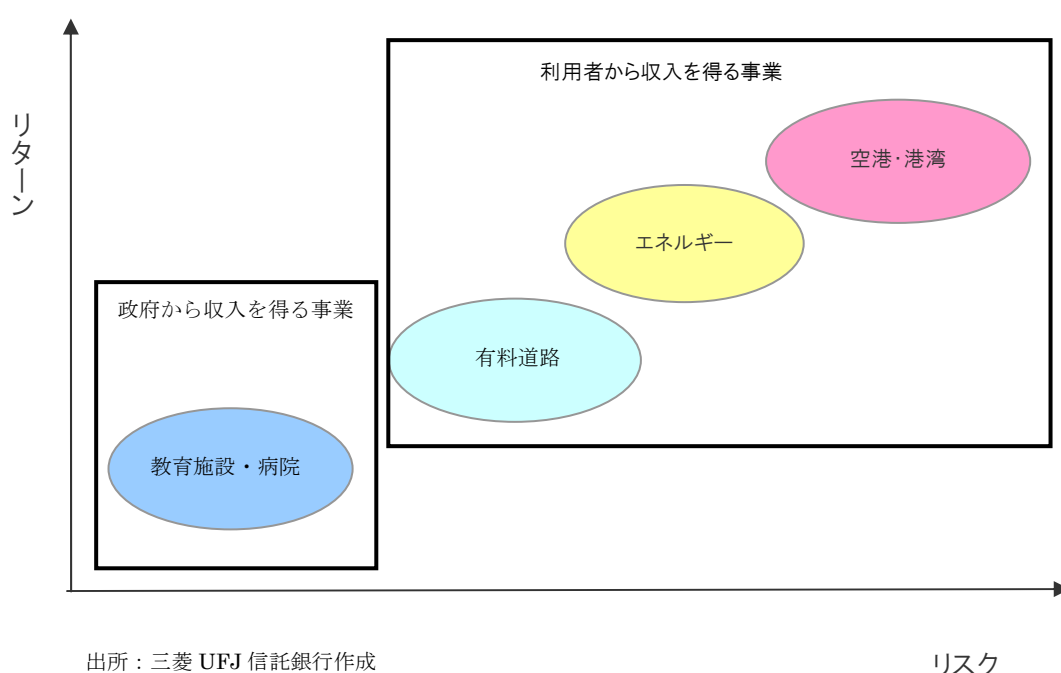 リターン
利用者から収入を得る事業
空港・港湾
エネルギー
政府から収入を得る事業
有料道路
教育施設・病院
出所：三菱 UFJ 信託銀行作成
リスク